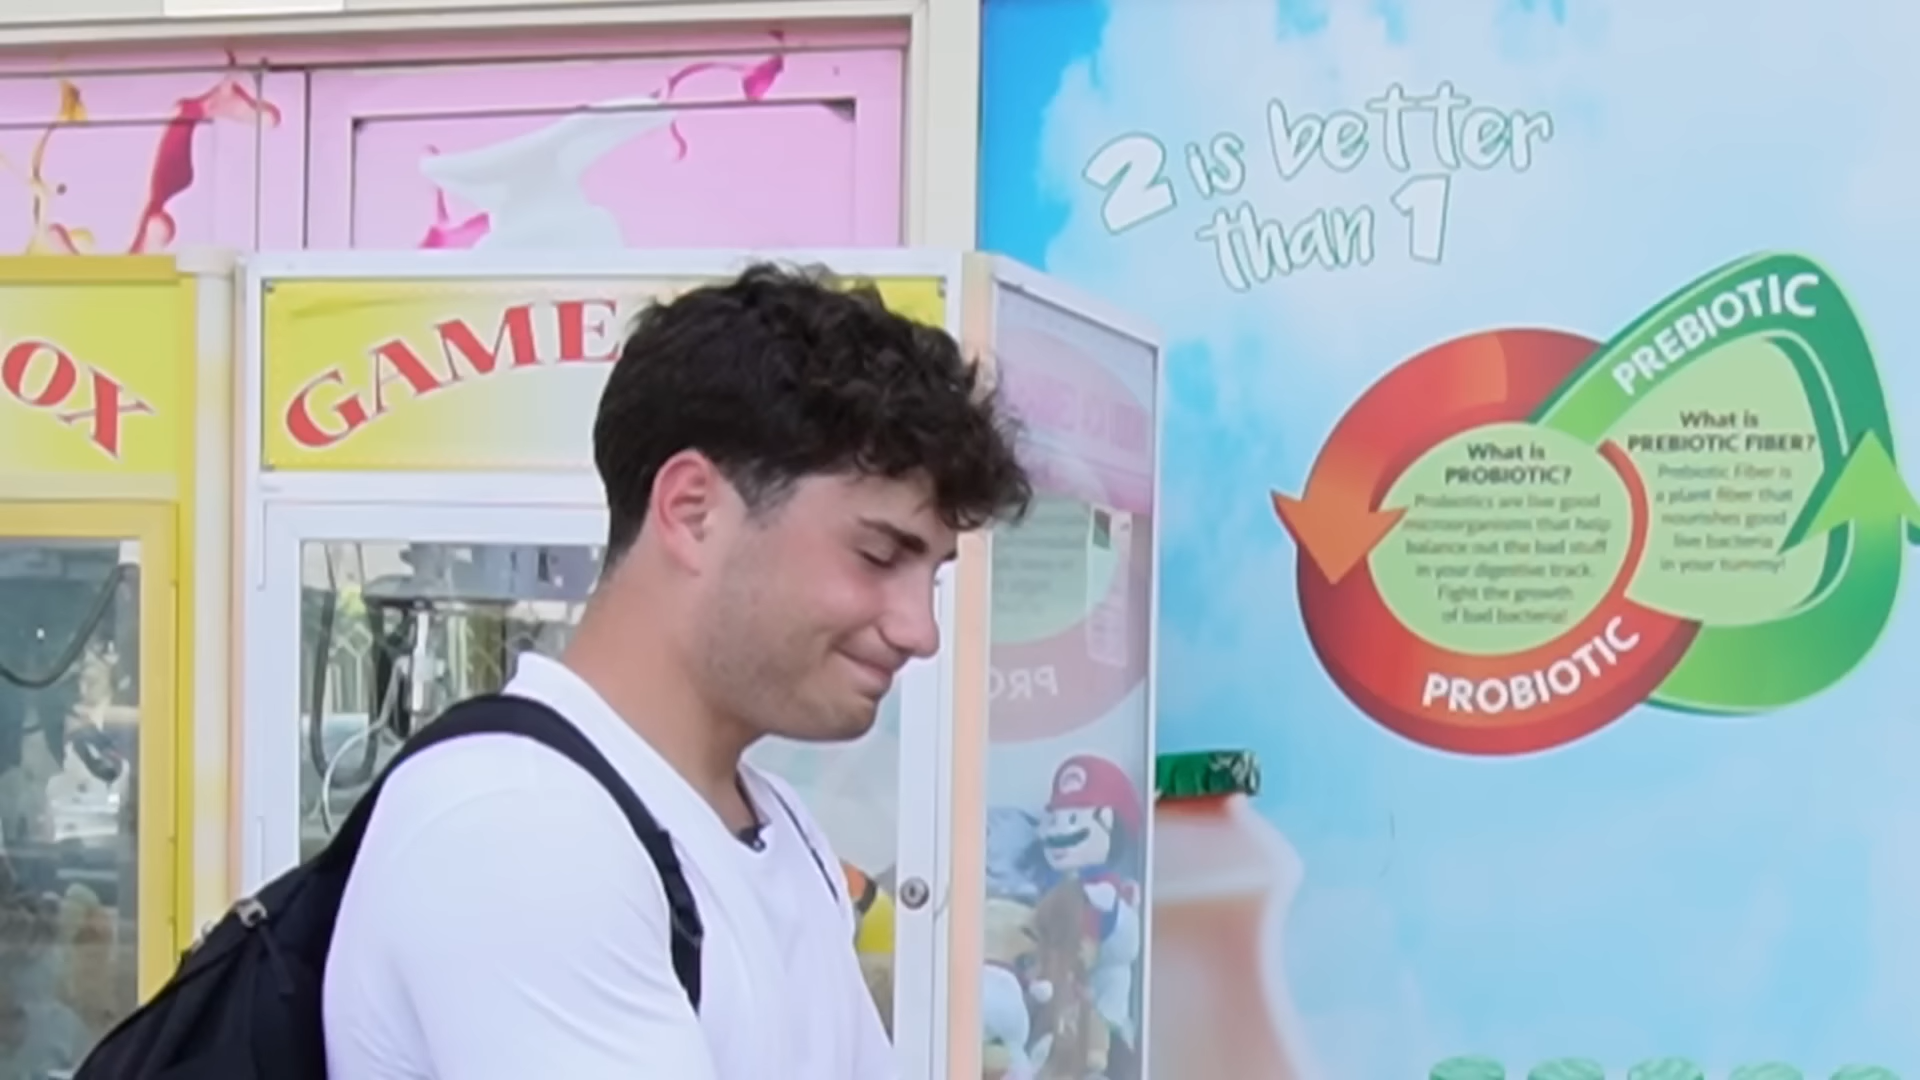 2 is better
than 1
OX
GAME
PREBIOTIC
What is
PREBIOTIC FIBER?
Prebiotic Fiber is
a plant fiber that
nourishes good
live bacteria
in your tummy!
What is
PROBIOTIC?
Probiotics are live good
microorganisms that help
balance out the bad stuff
in your digestive track.
Fight the growth
of bad bacteria!
PROBIOTIC